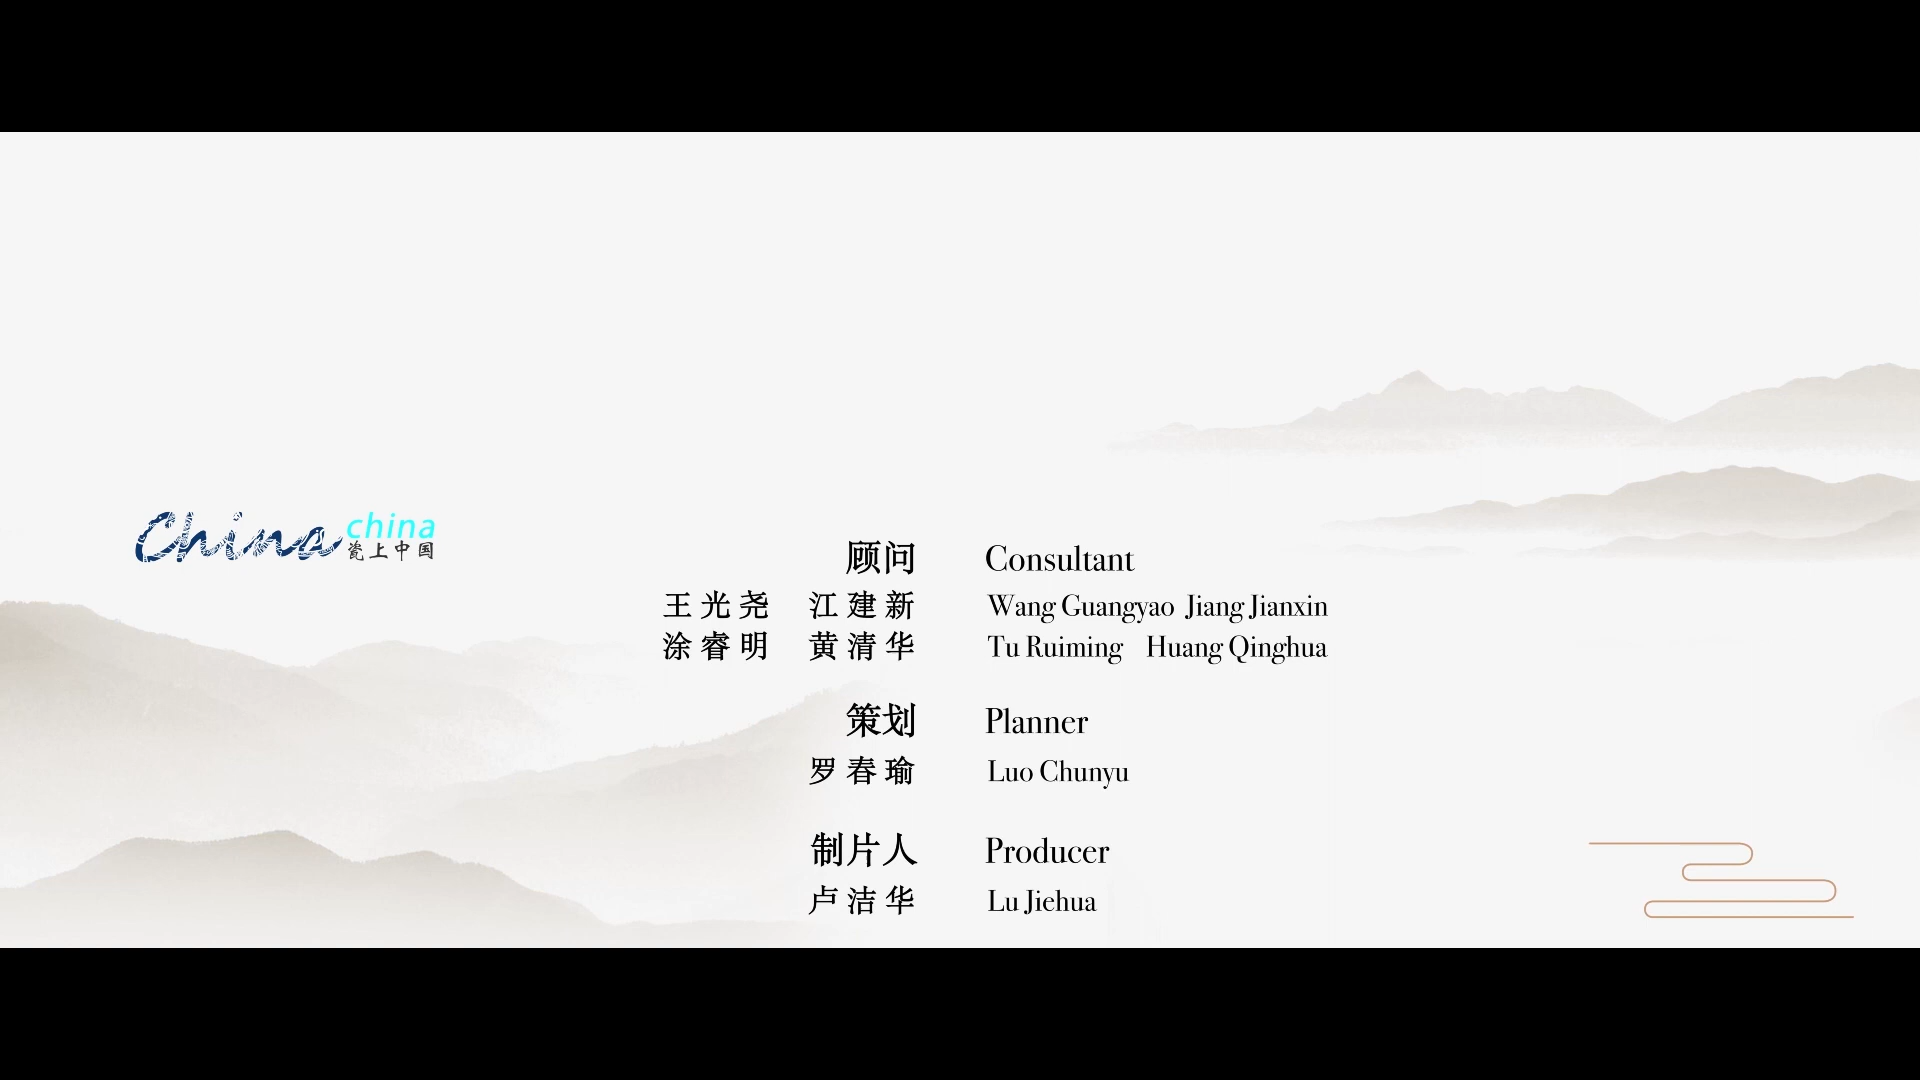 China china
瓷上中国
顾问 Consultant
王光尧 江建新 Wang Guangyao Jiang Jianxin
涂睿明 黄清华 Tu Ruiming Huang Qinghua
策划 Planner
罗春瑜 Luo Chunyu
制片人 Producer
卢洁华 Lu Jiehua